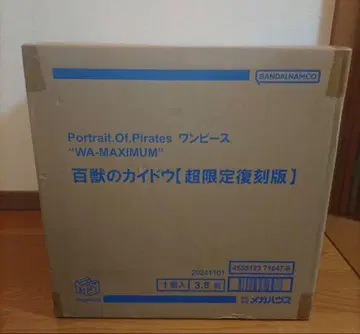 BANDAI NAMCO
Portrait.Of.Pirates ワンピース
"WA-MAXIMUM"
百獣のカイドウ【超限定復刻版】
20241101
1個入
メガハウス